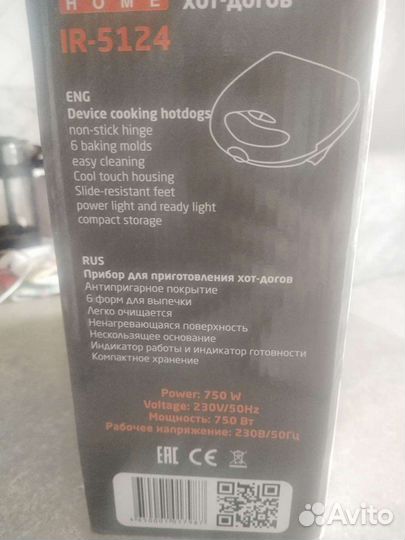 HOME ХОТ-ДОГОВ
IR-5124
ENG
Device cooking hotdogs
non-stick hinge
6 baking molds
easy cleaning
Cool touch housing
Slide-resistant feet
power light and ready light
compact storage
RUS
Прибор для приготовления хот-догов
Антипригарное покрытие
6 форм для выпечки
Легко очищается
Ненагревающаяся поверхность
Нескользящее основание
Индикатор работы и индикатор готовности
Компактное хранение
Power: 750 W
Voltage: 230V/50Hz
Мощность: 750 Вт
Рабочее напряжение: 230В/50Гц
EAC CE
Avito